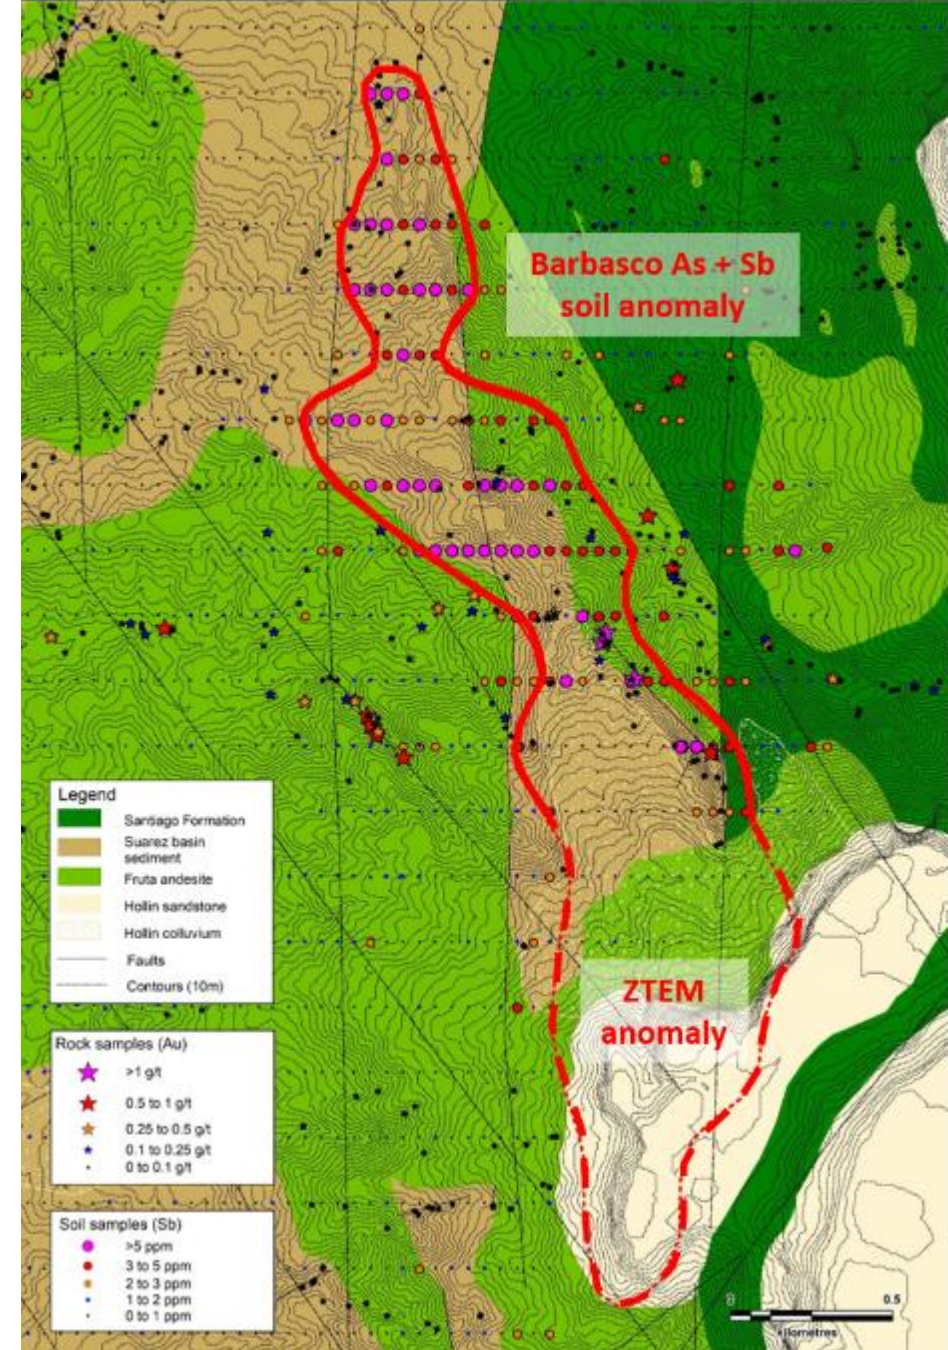 Barbasco As + Sb
soil anomaly
ZTEM
anomaly
Legend
Santiago Formation
Suarez basin
sediment
Fruta andesite
Hollin sandstone
Hollin colluvium
Faults
Contours (10m)
Rock samples (Au)
>1 g/t
0.5 to 1 g/t
0.25 to 0.5 g/t
0.1 to 0.25 g/t
0 to 0.1 g/t
Soil samples (Sb)
>5 ppm
3 to 5 ppm
2 to 3 ppm
1 to 2 ppm
0 to 1 ppm
0 0.5
kilometres